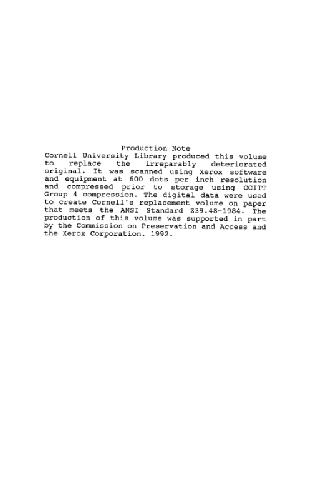 Production Note
Cornell University Library produced this volume
to replace the irreparably deteriorated
original. It was scanned using Xerox software
and equipment at 600 dots per inch resolution
and compressed prior to storage using CCITT
Group 4 compression. The digital data were used
to create Cornell's replacement volume on paper
that meets the ANSI Standard Z39.48-1984. The
production of this volume was supported in part
by the Commission on Preservation and Access and
the Xerox Corporation. 1992.